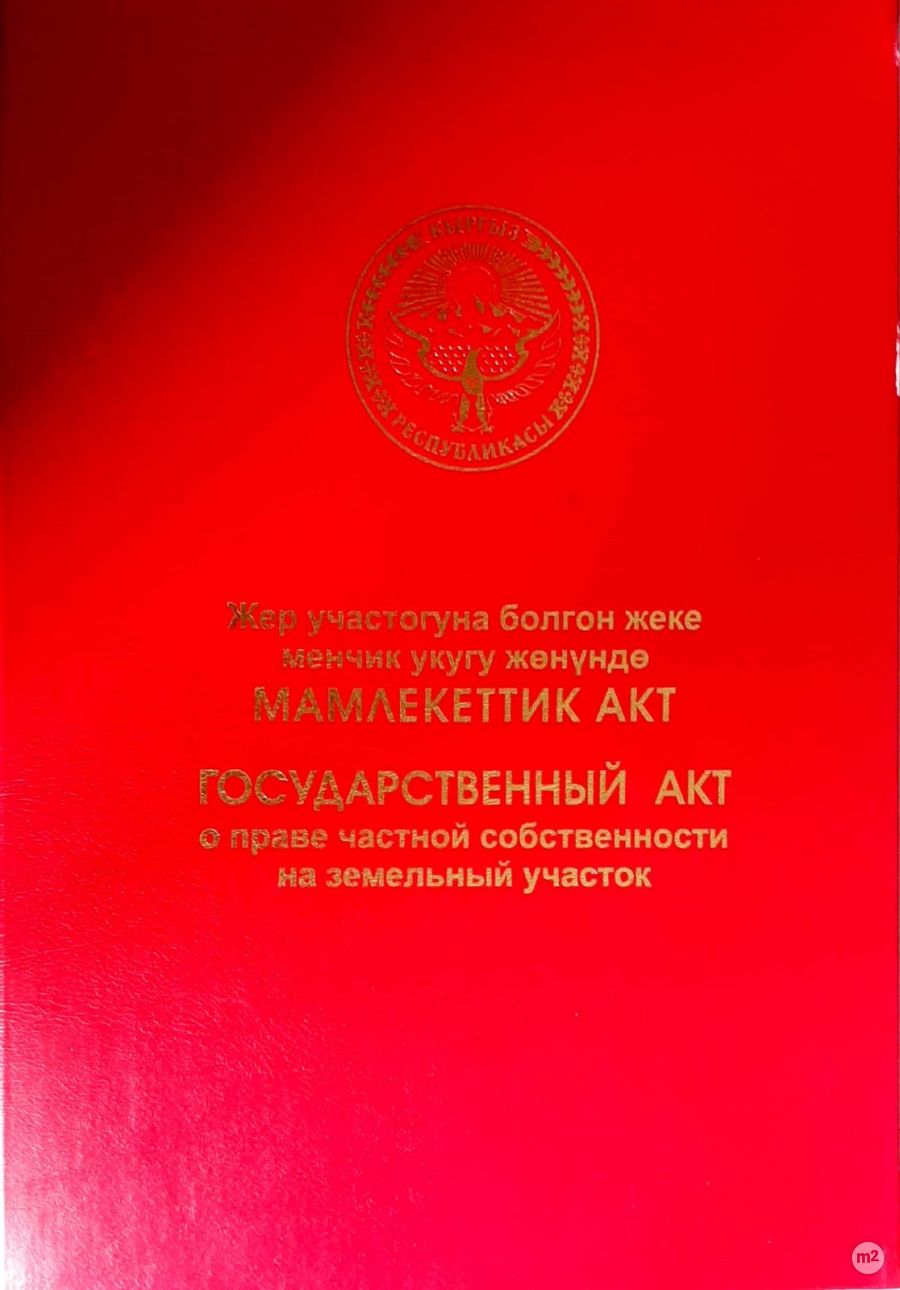 КЫРГЫЗ
РЕСПУБЛИКАСЫ
Жер участогуна болгон жеке
менчик укугу жөнүндө
МАМЛЕКЕТТИК АКТ
ГОСУДАРСТВЕННЫЙ АКТ
о праве частной собственности
на земельный участок
m2